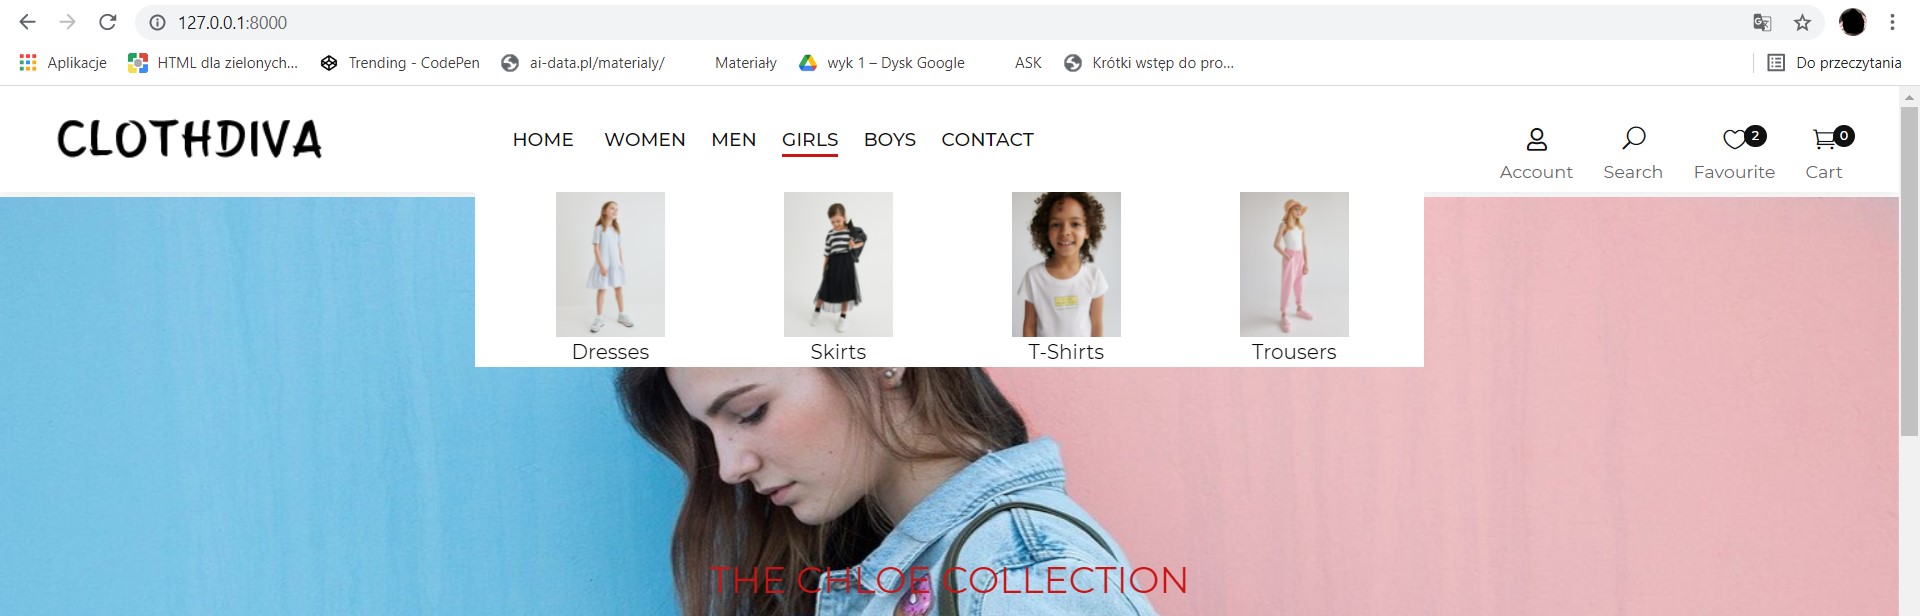 127.0.0.1:8000
Aplikacje HTML dla zielonych... Trending - CodePen ai-data.pl/materialy/ Materiały wyk 1 – Dysk Google ASK Krótki wstęp do pro... Do przeczytania
CLOTHDIVA HOME WOMEN MEN GIRLS BOYS CONTACT 2 0
Account Search Favourite Cart
Dresses Skirts T-Shirts Trousers
THE CHLOE COLLECTION